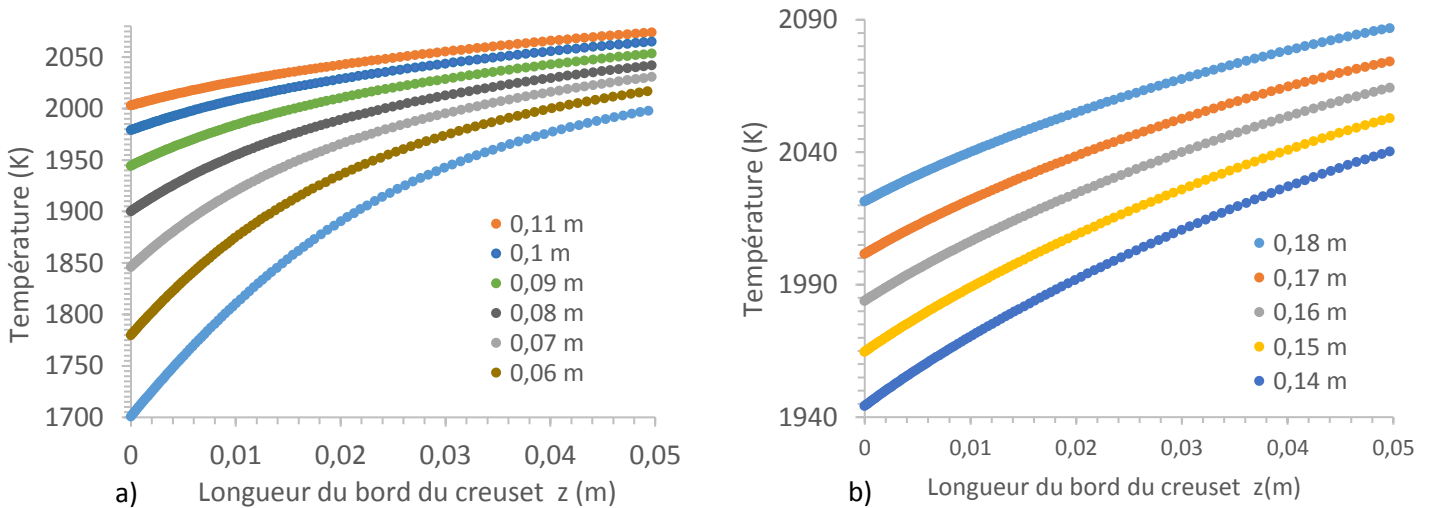 Température (K)
2050
2000
1950
1900
1850
1800
1750
1700
0
0,01
0,02
0,03
0,04
0,05
0,11 m
0,1 m
0,09 m
0,08 m
0,07 m
0,06 m
a)
Longueur du bord du creuset z (m)
Température (K)
2090
2040
1990
1940
0
0,01
0,02
0,03
0,04
0,05
0,18 m
0,17 m
0,16 m
0,15 m
0,14 m
b)
Longueur du bord du creuset z(m)